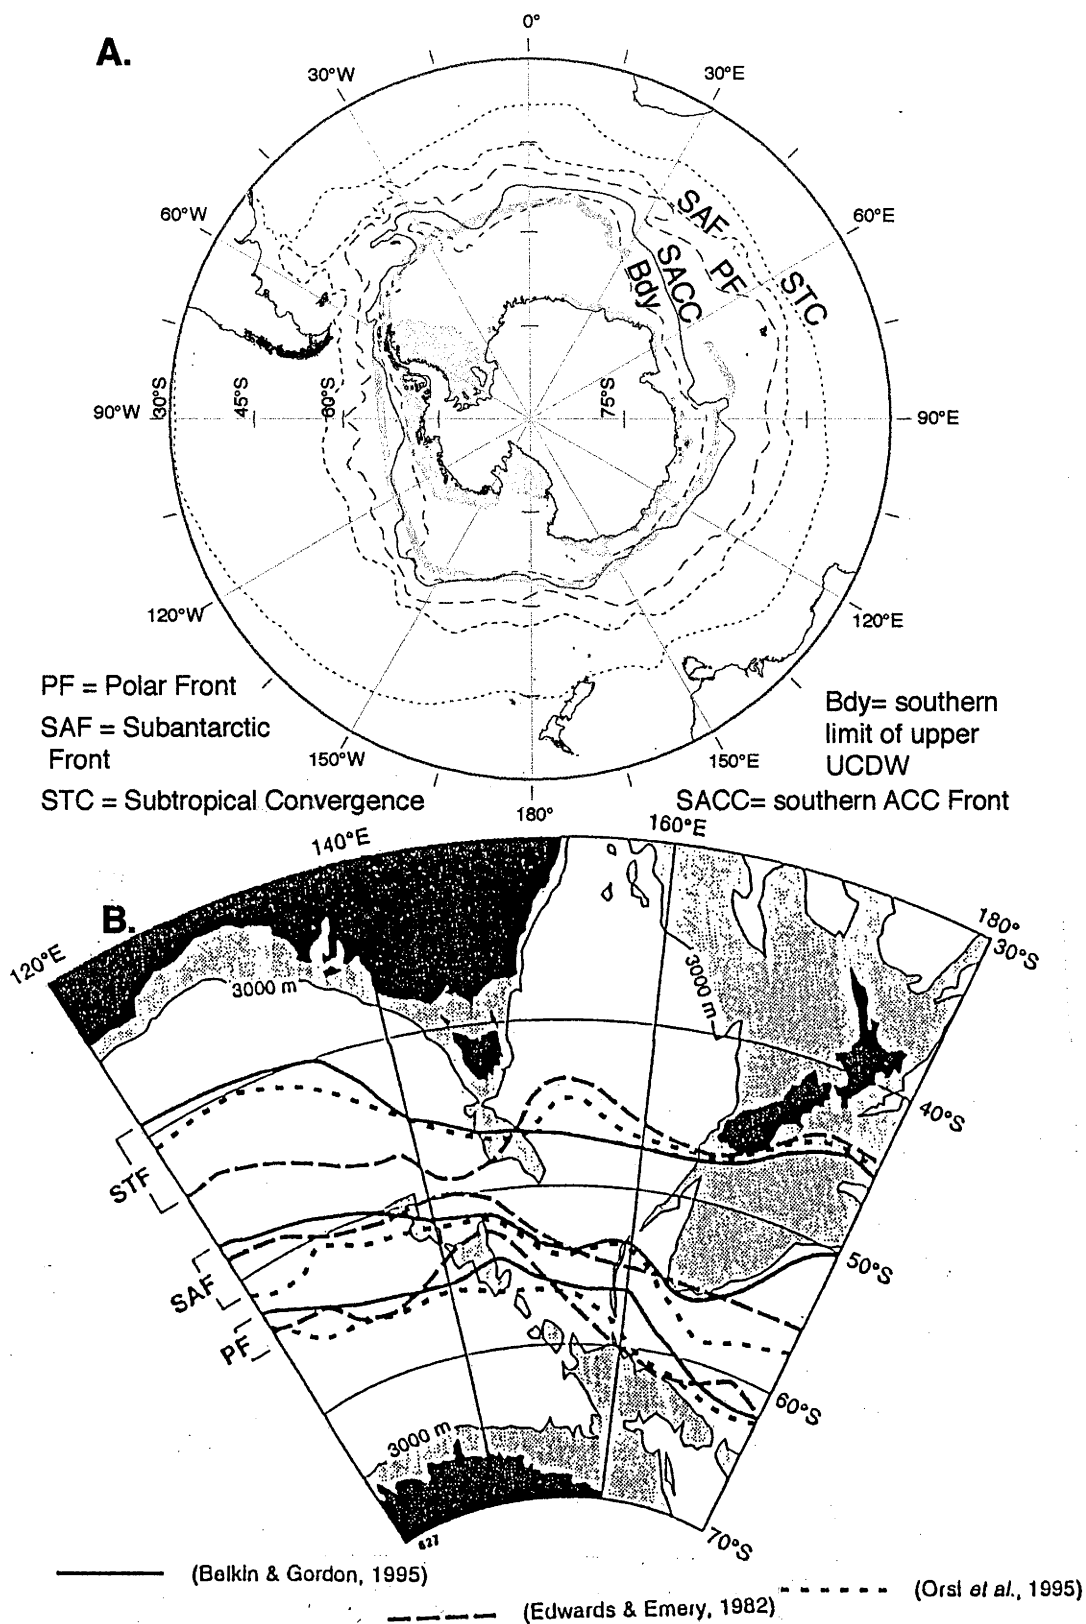 A.
0°
30°W
30°E
60°W
60°E
SAF
SACC
PF
STC
Bdy
90°W
30°S
45°S
60°S
75°S
90°E
120°W
120°E
150°W
150°E
180°
PF = Polar Front
SAF = Subantarctic
Front
STC = Subtropical Convergence
Bdy= southern
limit of upper
UCDW
SACC= southern ACC Front
B.
120°E
140°E
160°E
180°
30°S
3000 m
3000 m
40°S
STF
50°S
SAF
PF
60°S
3000 m
70°S
627
(Belkin & Gordon, 1995)
(Orsi et al., 1995)
(Edwards & Emery, 1982)